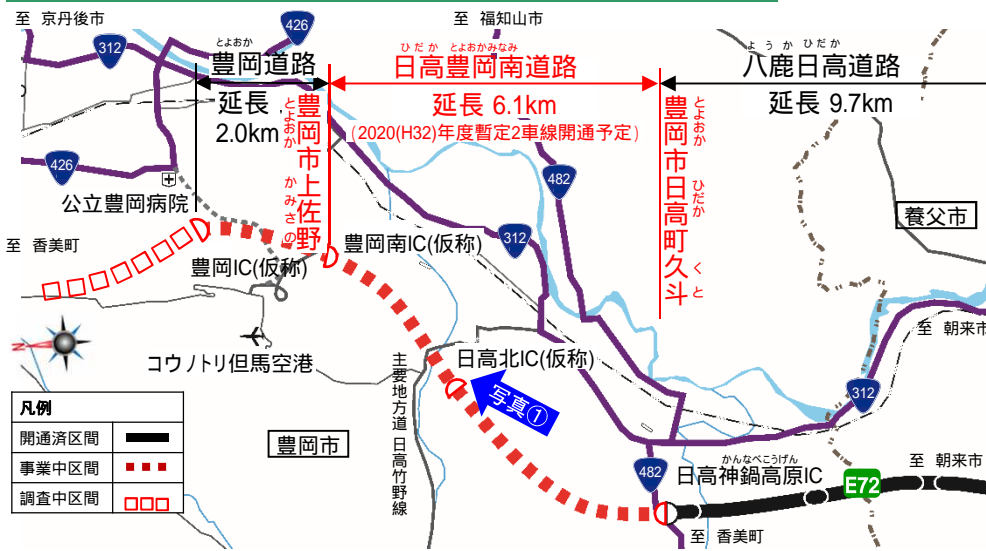 至 京丹後市
426
至 福知山市
312
とよおか
豊岡道路
延長
2.0km
ひだか とよおかみなみ
日高豊岡南道路
延長 6.1km
(2020(H32)年度暫定2車線開通予定)
ようか ひだか
八鹿日高道路
延長 9.7km
とよおか
豊岡市上佐野
かみさの
とよおか
豊岡市日高町久斗
ひだか
くと
426
482
公立豊岡病院
養父市
至 香美町
豊岡南IC(仮称)
312
豊岡IC(仮称)
至 朝来市
N
コウノトリ但馬空港
日高北IC(仮称)
主要地方道 日高竹野線
写真①
312
凡例
開通済区間
事業中区間
調査中区間
豊岡市
482
かんなべこうげん
日高神鍋高原IC
至 朝来市
E72
至 香美町